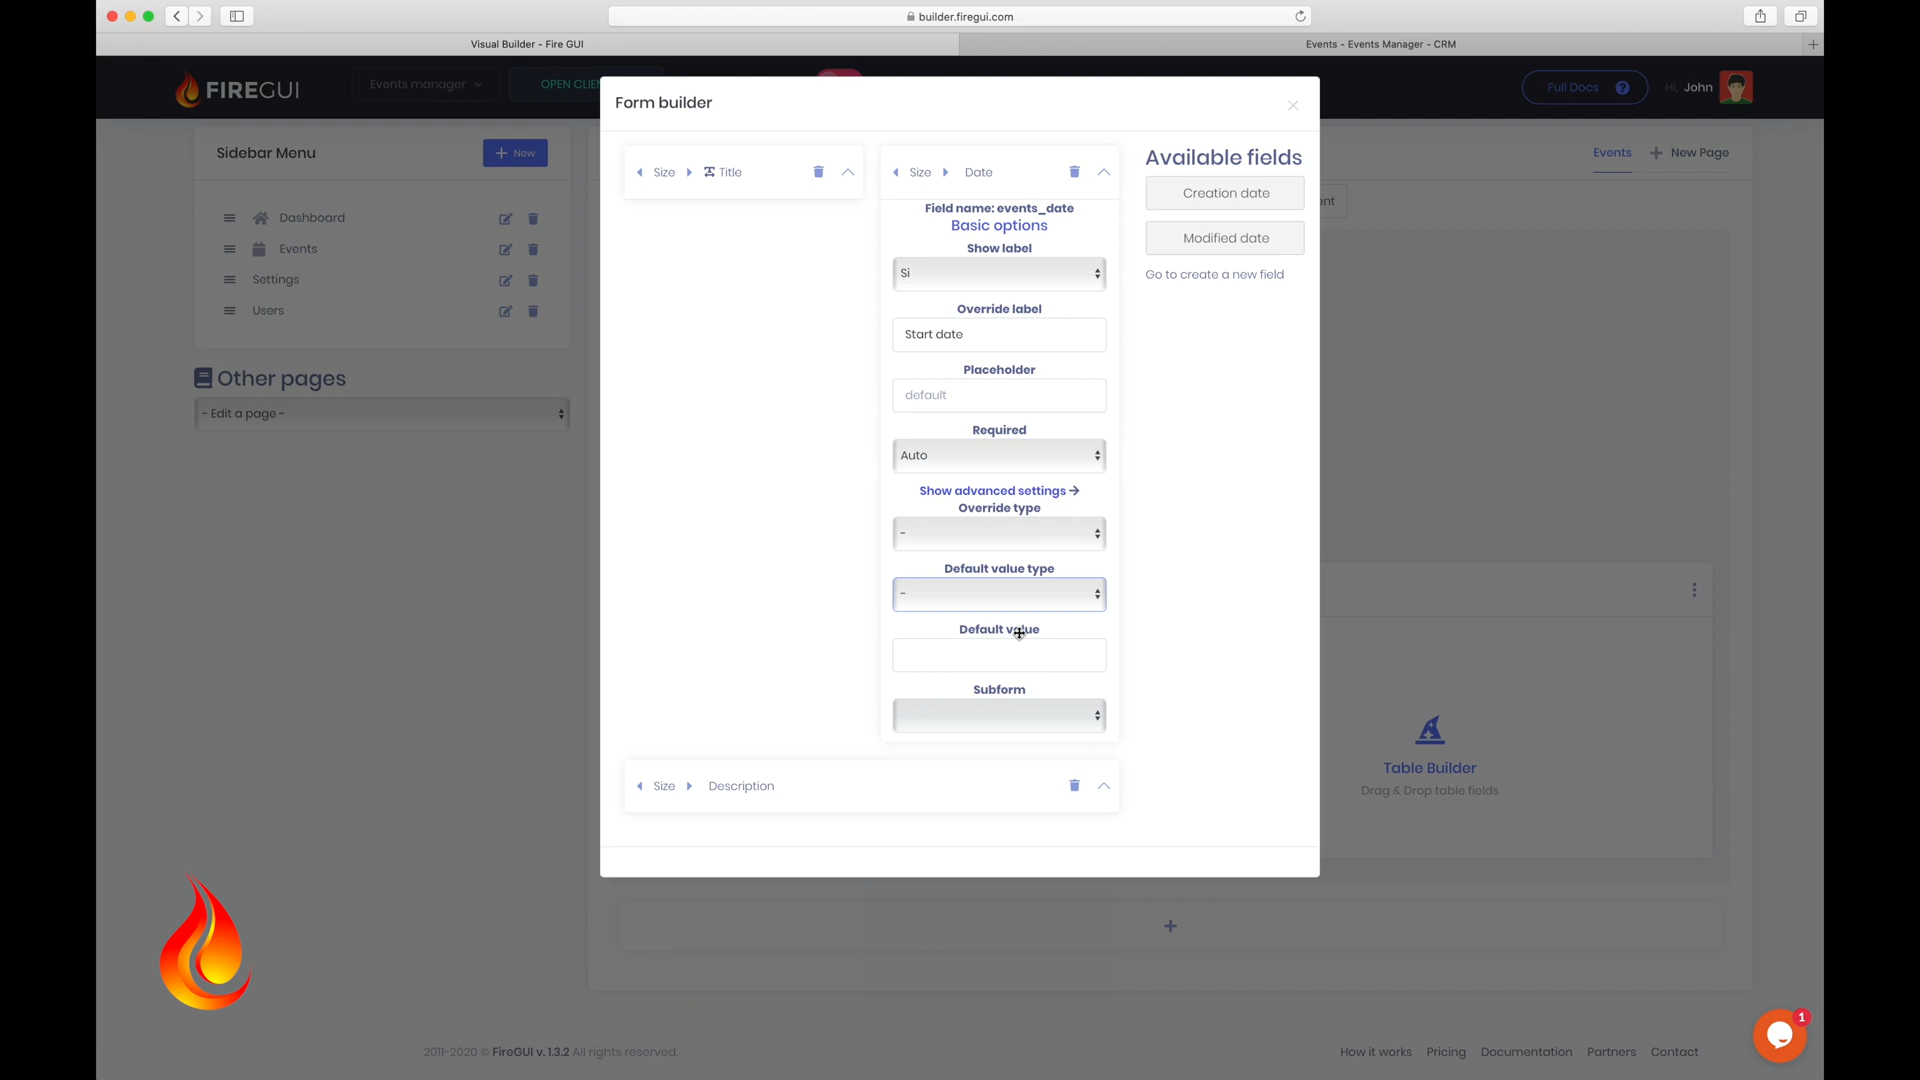 builder.firegui.com
Visual Builder - Fire GUI
Events - Events Manager - CRM
FIREGUI
Events manager
OPEN CLIE
Full Docs
Hi, John
Form builder
Sidebar Menu
New
Dashboard
Events
Settings
Users
Other pages
- Edit a page -
Size
Title
Size
Date
Field name: events_date
Basic options
Show label
Si
Override label
Start date
Placeholder
default
Required
Auto
Show advanced settings
Override type
-
Default value type
-
Default value
Subform
Size
Description
Available fields
Creation date
Modified date
Go to create a new field
Events
New Page
ent
Table Builder
Drag & Drop table fields
1
2011-2020 © FireGUI v. 1.3.2 All rights reserved.
How it works
Pricing
Documentation
Partners
Contact